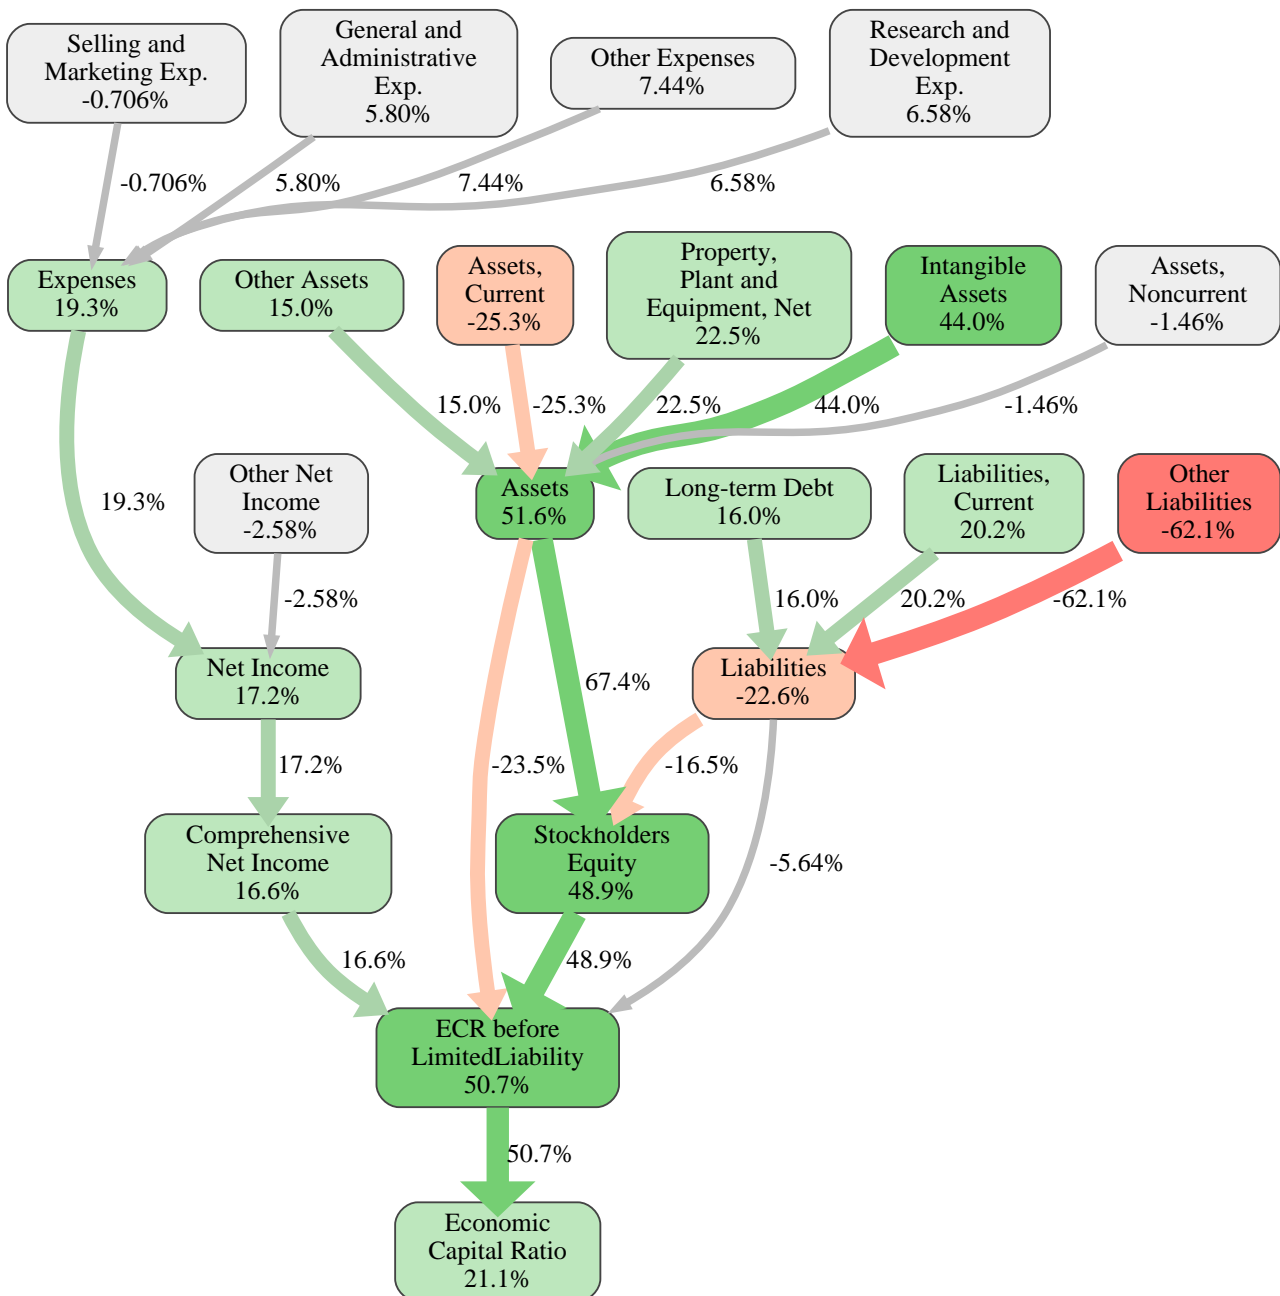 Selling and
Marketing Exp.
-0.706%
General and
Administrative
Exp.
5.80%
Other Expenses
7.44%
Research and
Development
Exp.
6.58%
-0.706%
5.80%
7.44%
6.58%
Expenses
19.3%
Other Assets
15.0%
Assets,
Current
-25.3%
Property,
Plant and
Equipment, Net
22.5%
Intangible
Assets
44.0%
Assets,
Noncurrent
-1.46%
15.0%
-25.3%
22.5%
44.0%
-1.46%
19.3%
Other Net
Income
-2.58%
Assets
51.6%
Long-term Debt
16.0%
Liabilities,
Current
20.2%
Other
Liabilities
-62.1%
-2.58%
16.0%
20.2%
-62.1%
Net Income
17.2%
67.4%
Liabilities
-22.6%
17.2%
-23.5%
-16.5%
Comprehensive
Net Income
16.6%
Stockholders
Equity
48.9%
-5.64%
16.6%
48.9%
ECR before
LimitedLiability
50.7%
50.7%
Economic
Capital Ratio
21.1%